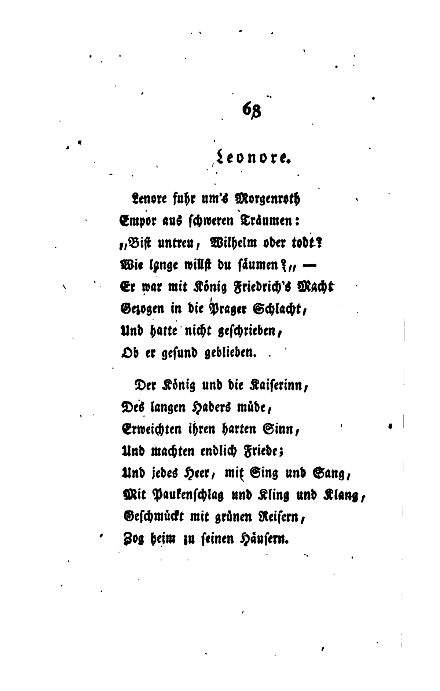 68
Leonore.
Lenore fuhr um's Morgenroth
Empor aus schweren Träumen:
„Bist untreu, Wilhelm oder todt?
Wie lange willst du säumen?„ —
Er war mit König Friedrich's Macht
Gezogen in die Prager Schlacht,
Und hatte nicht geschrieben,
Ob er gesund geblieben.
Der König und die Kaiserinn,
Des langen Haders müde,
Erweichten ihren harten Sinn,
Und machten endlich Friede;
Und jedes Heer, mit Sing und Sang,
Mit Paukenschlag und Kling und Klang,
Geschmückt mit grünen Reisern,
Zog heim zu seinen Häusern.